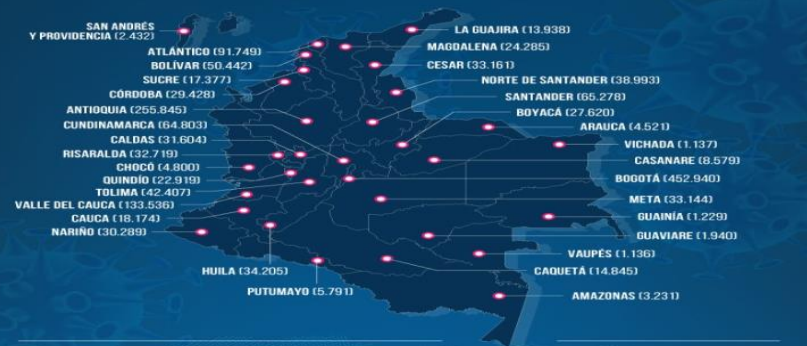 SAN ANDRÉS
Y PROVIDENCIA (2.432)
ATLÁNTICO (91.749)
BOLÍVAR (50.442)
SUCRE (17.377)
CÓRDOBA (29.428)
ANTIOQUIA (255.845)
CUNDINAMARCA (64.803)
CALDAS (31.604)
RISARALDA (32.719)
CHOCÓ (4.800)
QUINDÍO (22.919)
TOLIMA (42.407)
VALLE DEL CAUCA (133.536)
CAUCA (18.174)
NARIÑO (30.289)
HUILA (34.205)
PUTUMAYO (5.791)
LA GUAJIRA (13.938)
MAGDALENA (24.285)
CESAR (33.161)
NORTE DE SANTANDER (38.993)
SANTANDER (65.278)
BOYACÁ (27.620)
ARAUCA (4.521)
VICHADA (1.137)
CASANARE (8.579)
BOGOTÁ (452.940)
META (33.144)
GUAINÍA (1.229)
GUAVIARE (1.940)
VAUPÉS (1.136)
CAQUETÁ (14.845)
AMAZONAS (3.231)